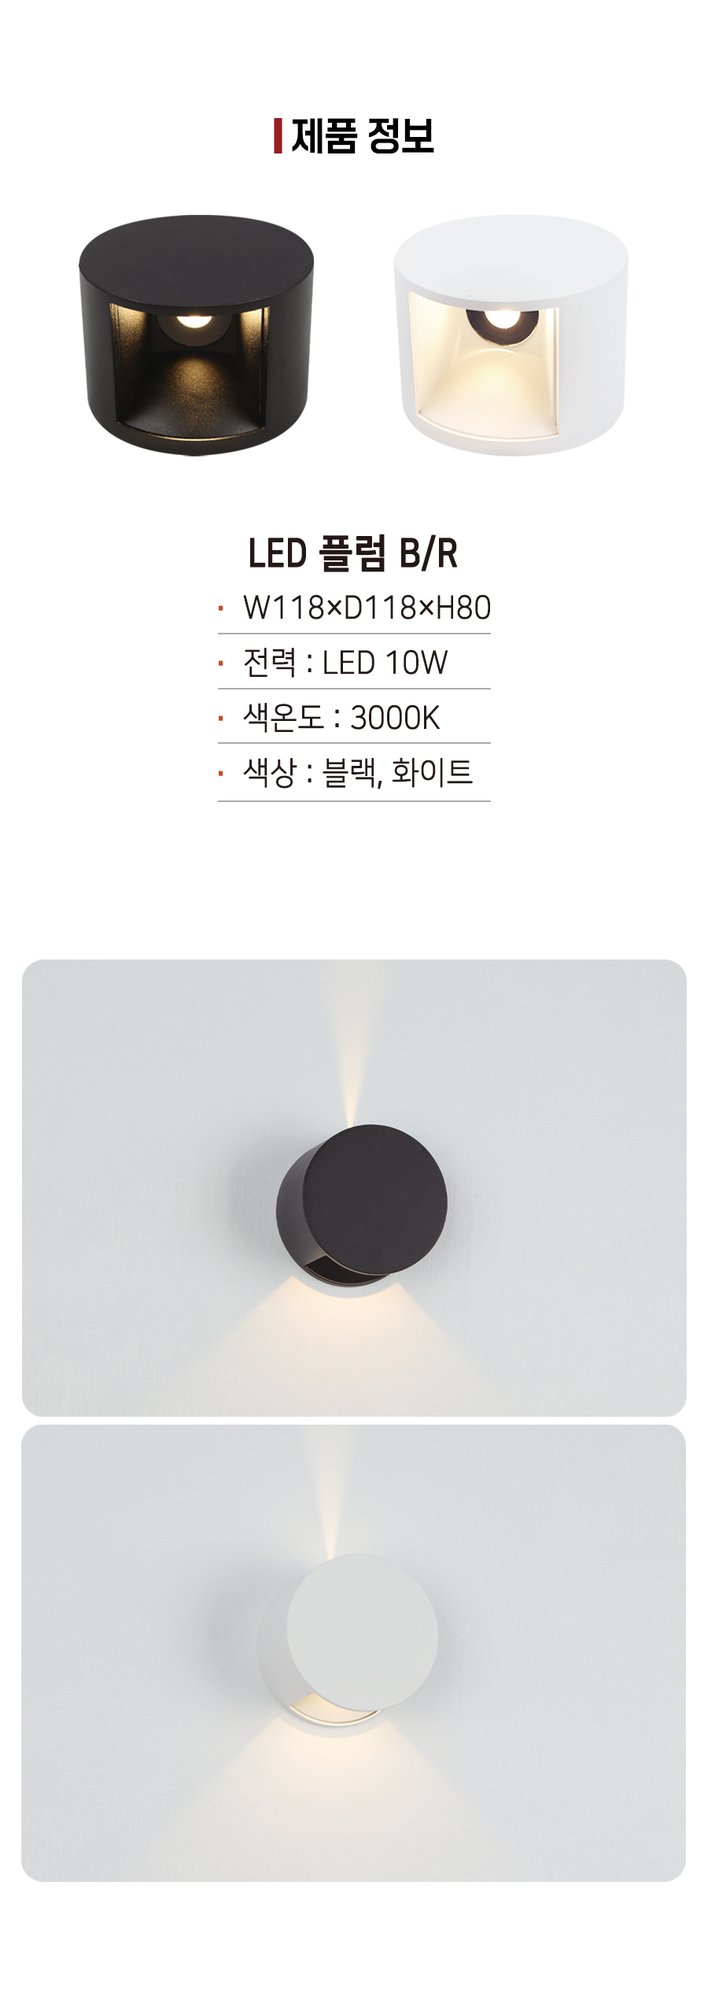 제품 정보
LED 플럼 B/R
· W118×D118×H80
· 전력 : LED 10W
· 색온도 : 3000K
· 색상 : 블랙, 화이트